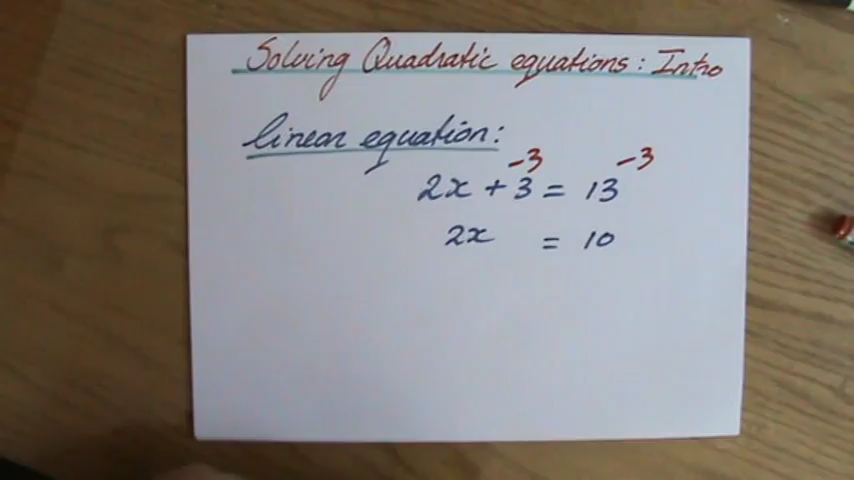 Solving Quadratic equations: Intro
linear equation:
-3 -3
2x + 3 = 13
2x = 10